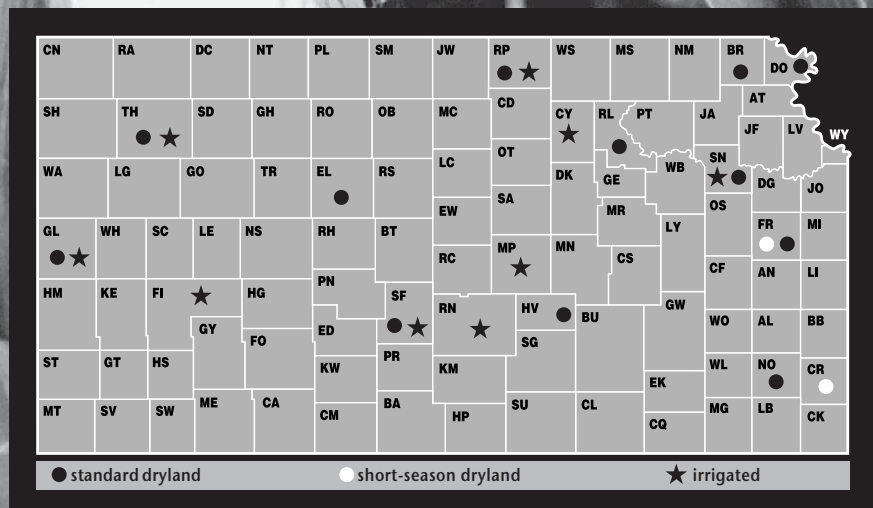 CN RA DC NT PL SM JW RP WS MS NM BR DO
AT
SH TH SD GH RO OB MC CD CY RL PT JA JF LV WY
LC OT SN
WA LG GO TR EL RS DK GE WB DG JO
EW SA MR OS
GL WH SC LE NS RH BT LY FR MI
RC MP MN CS CF AN LI
HM KE FI HG PN SF RN HV BU GW
GY FO ED SG WO AL BB
ST GT HS KW PR KM EK WL NO CR
MT SV SW ME CA CM BA HP SU CL CQ MG LB CK
standard dryland short-season dryland irrigated